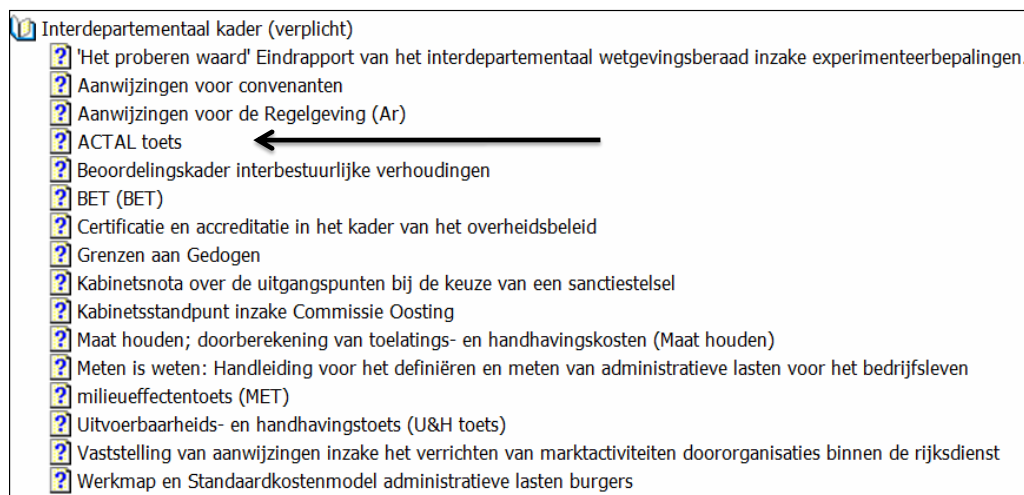 Interdepartementaal kader (verplicht)
'Het proberen waard' Eindrapport van het interdepartementaal wetgevingsberaad inzake experimenteerbepalingen.
Aanwijzingen voor convenanten
Aanwijzingen voor de Regelgeving (Ar)
ACTAL toets
Beoordelingskader interbestuurlijke verhoudingen
BET (BET)
Certificatie en accreditatie in het kader van het overheidsbeleid
Grenzen aan Gedogen
Kabinetsnota over de uitgangspunten bij de keuze van een sanctiestelsel
Kabinetsstandpunt inzake Commissie Oosting
Maat houden; doorberekening van toelatings- en handhavingskosten (Maat houden)
Meten is weten: Handleiding voor het definiëren en meten van administratieve lasten voor het bedrijfsleven
milieueffectentoets (MET)
Uitvoerbaarheids- en handhavingstoets (U&H toets)
Vaststelling van aanwijzingen inzake het verrichten van marktactiviteiten doororganisaties binnen de rijksdienst
Werkmap en Standaardkostenmodel administratieve lasten burgers